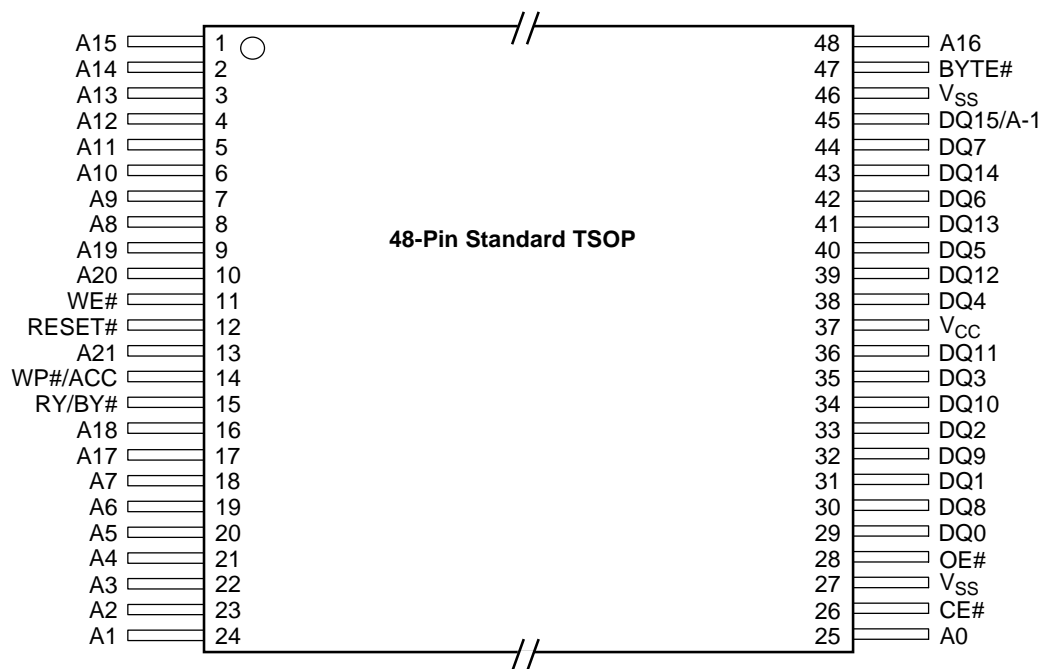 A15 1 48 A16
A14 2 47 BYTE#
A13 3 46 VSS
A12 4 45 DQ15/A-1
A11 5 44 DQ7
A10 6 43 DQ14
A9 7 42 DQ6
A8 8 41 DQ13
48-Pin Standard TSOP
A19 9 40 DQ5
A20 10 39 DQ12
WE# 11 38 DQ4
RESET# 12 37 VCC
A21 13 36 DQ11
WP#/ACC 14 35 DQ3
RY/BY# 15 34 DQ10
A18 16 33 DQ2
A17 17 32 DQ9
A7 18 31 DQ1
A6 19 30 DQ8
A5 20 29 DQ0
A4 21 28 OE#
A3 22 27 VSS
A2 23 26 CE#
A1 24 25 A0